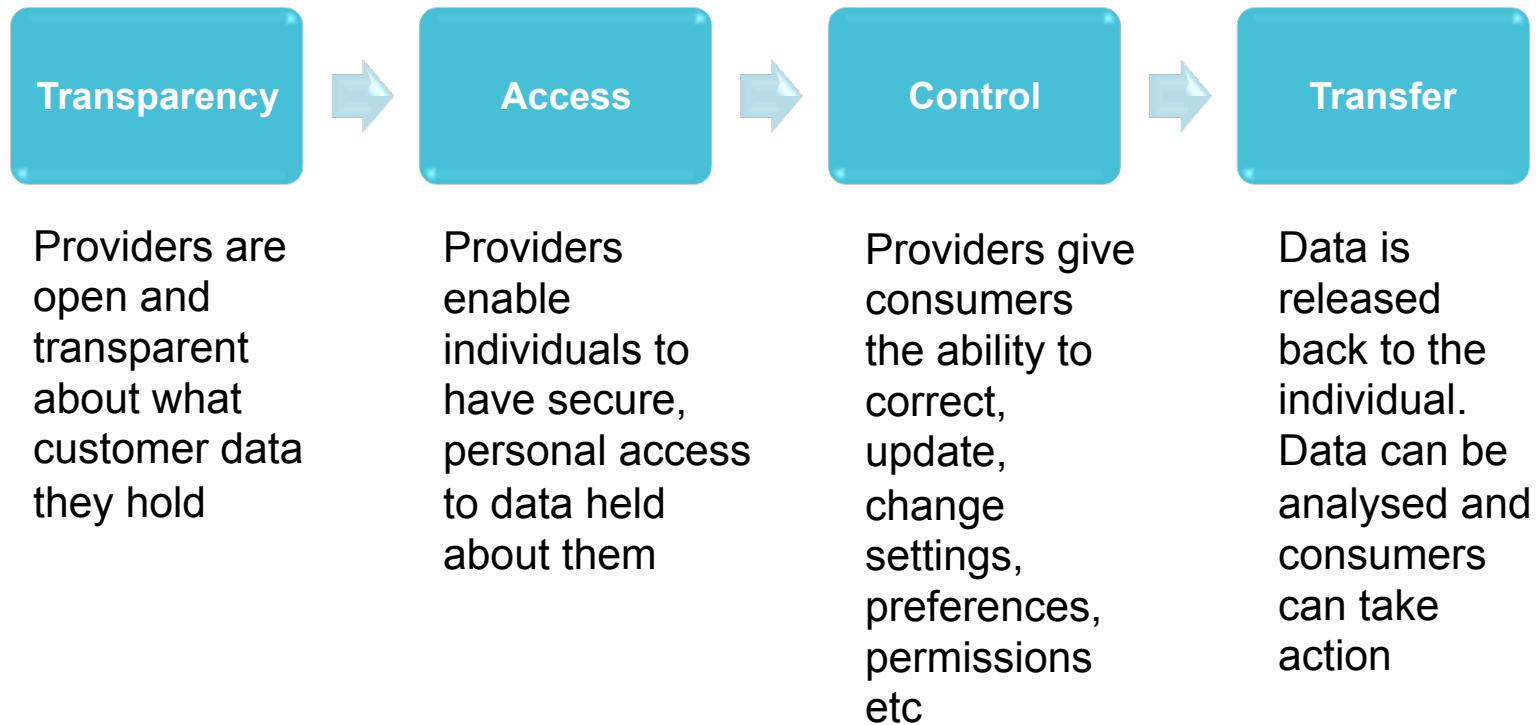 Transparency
Access
Control
Transfer
Providers are
open and
transparent
about what
customer data
they hold
Providers
enable
individuals to
have secure,
personal access
to data held
about them
Providers give
consumers
the ability to
correct,
update,
change
settings,
preferences,
permissions
etc
Data is
released
back to the
individual.
Data can be
analysed and
consumers
can take
action